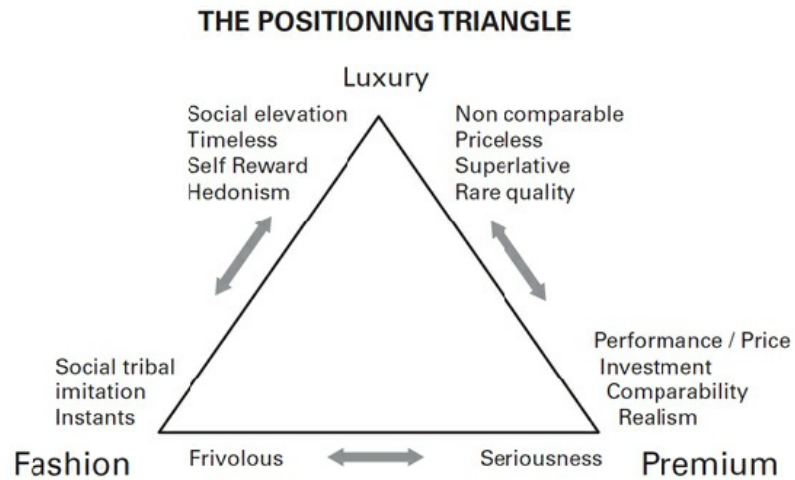 THE POSITIONING TRIANGLE
Luxury
Social elevation
Timeless
Self Reward
Hedonism
Non comparable
Priceless
Superlative
Rare quality
Social tribal
imitation
Instants
Performance / Price
Investment
Comparability
Realism
Fashion
Frivolous
Seriousness
Premium